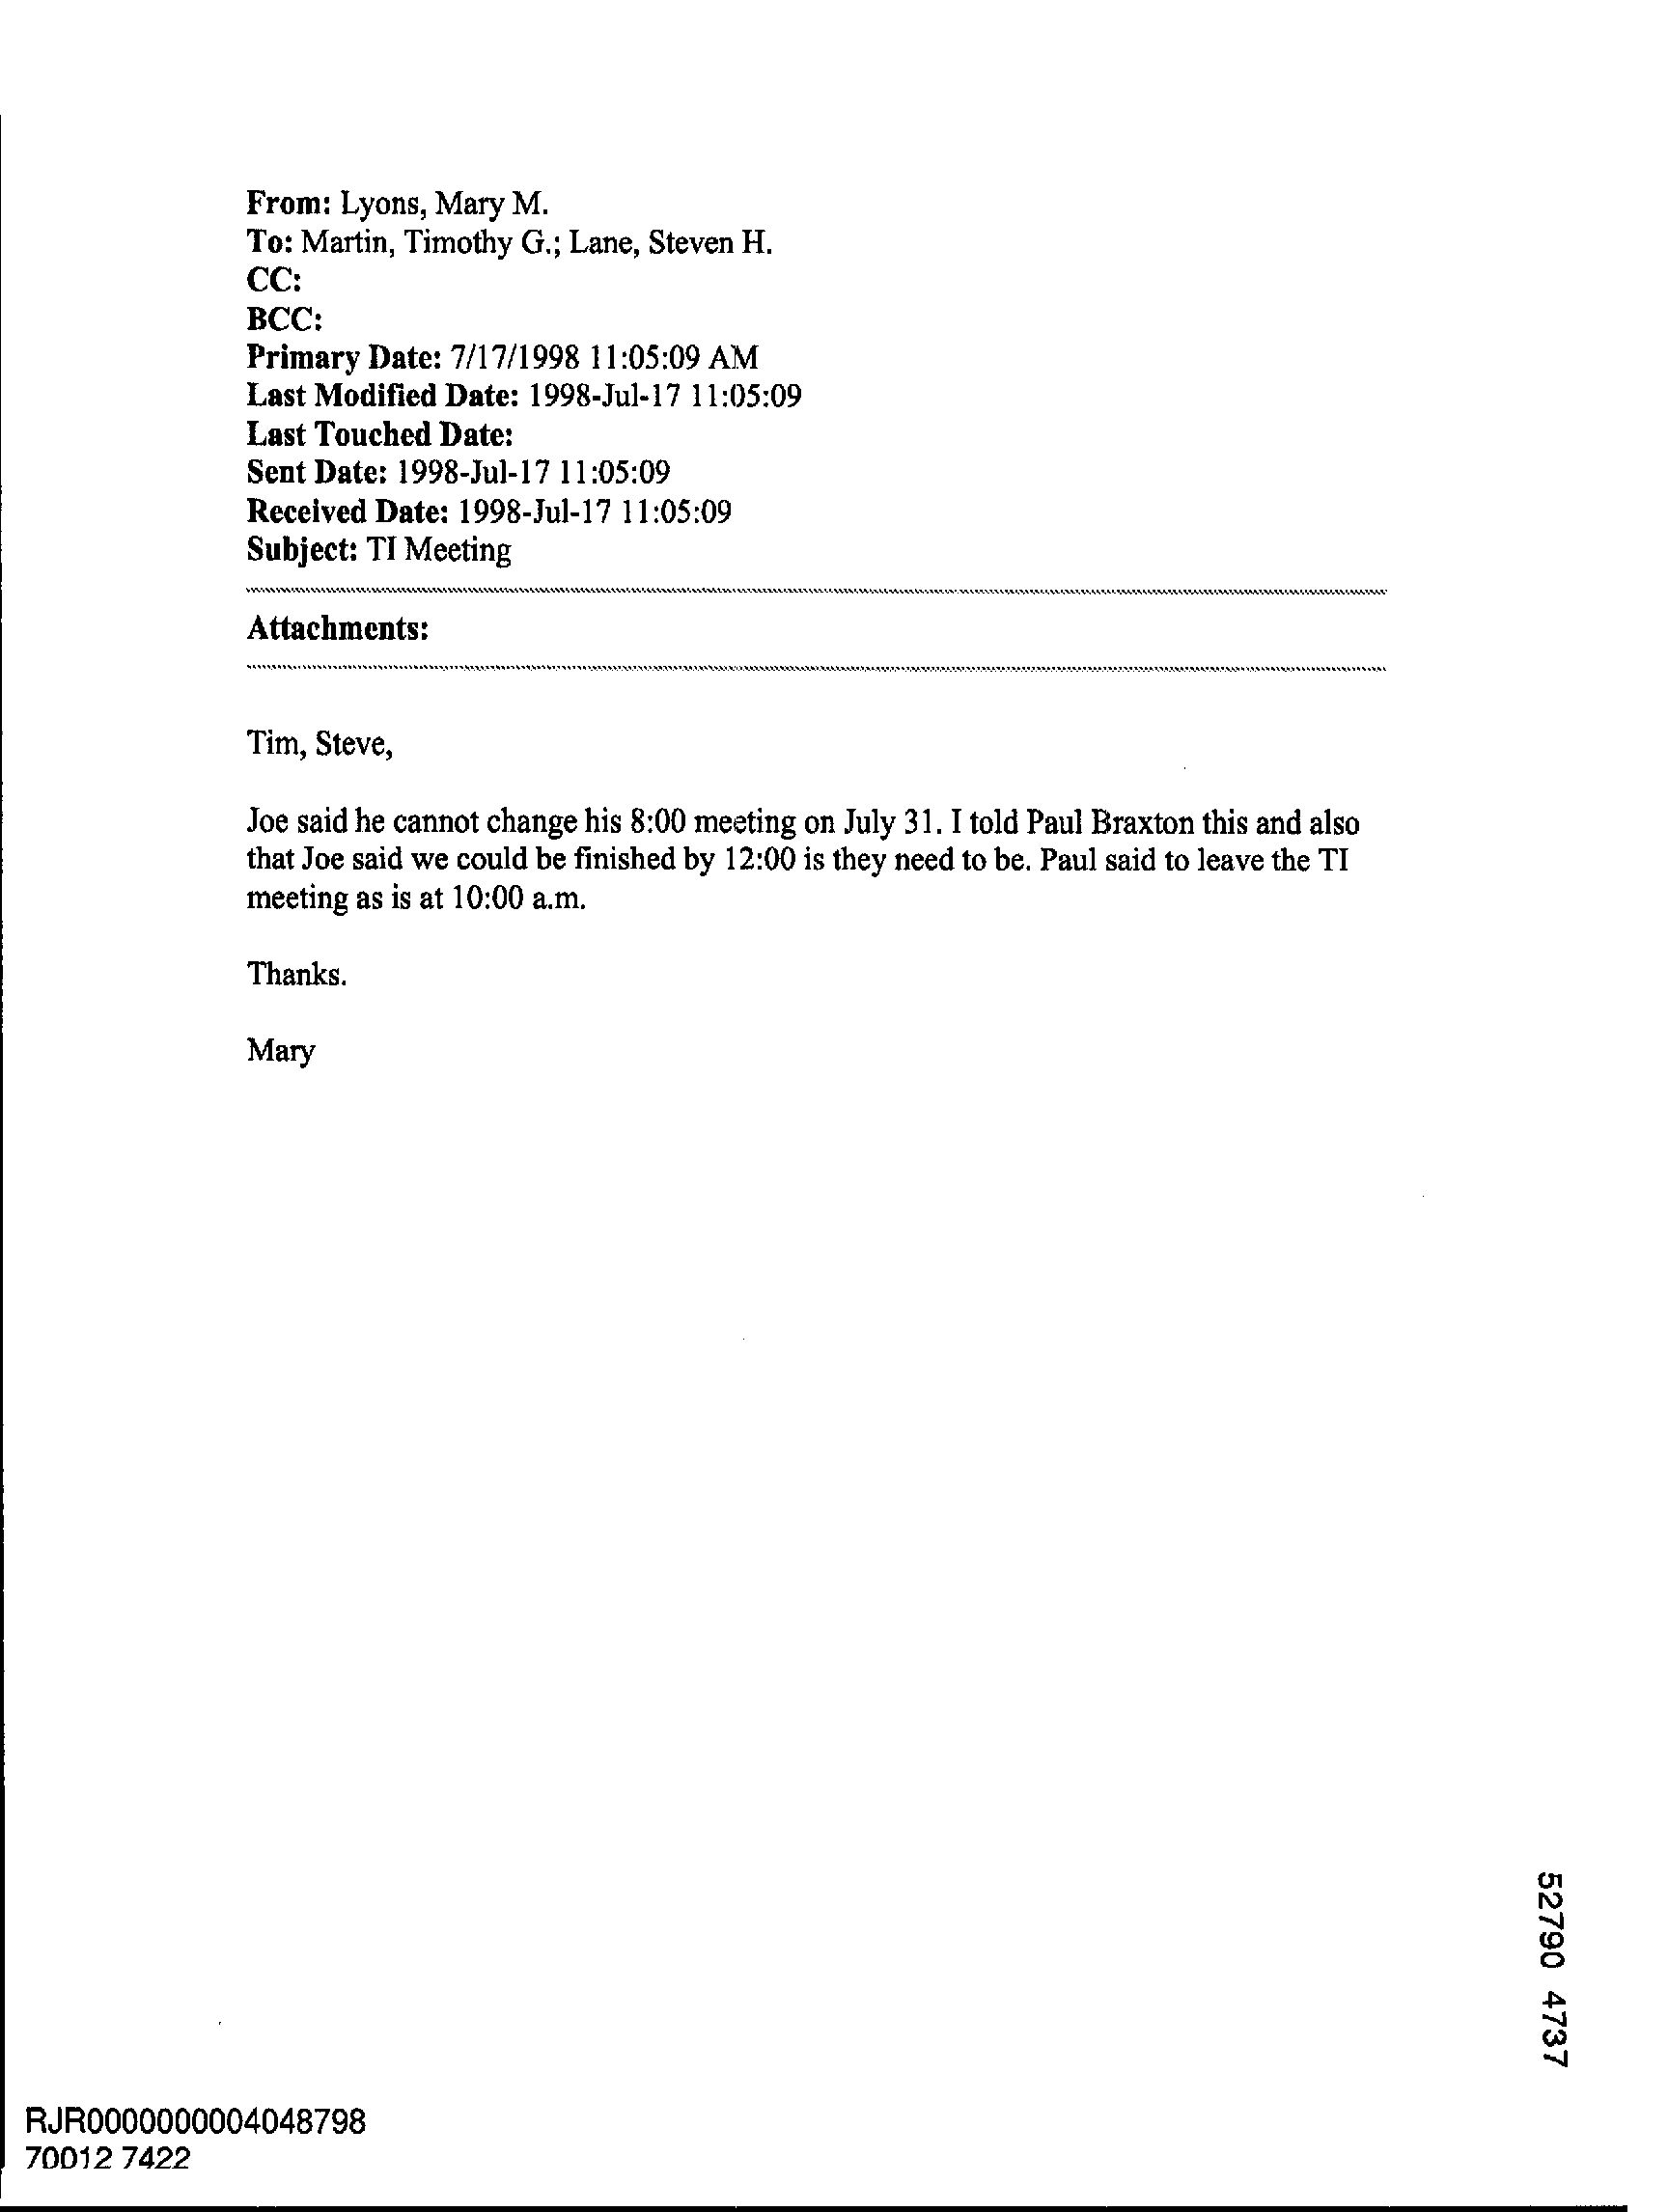 From: Lyons, Mary M.
To: Martin, Timothy G.; Lane, Steven H.
CC:
BCC:
Primary Date: 7/17/1998 11:05:09 AM
Last Modified Date: 1998-Jul-17 11:05:09
Last Touched Date:
Sent Date: 1998-Jul-17 11:05:09
Received Date: 1998-Jul-17 11:05:09
Subject: TI Meeting
Attachments:
Tim, Steve,
Joe said he cannot change his 8:00 meeting on July 31. I told Paul Braxton this and also
that Joe said we could be finished by 12:00 is they need to be. Paul said to leave the TI
meeting as is at 10:00 a.m.
Thanks.
Mary
52790 4737
RJR0000000004048798
70012 7422